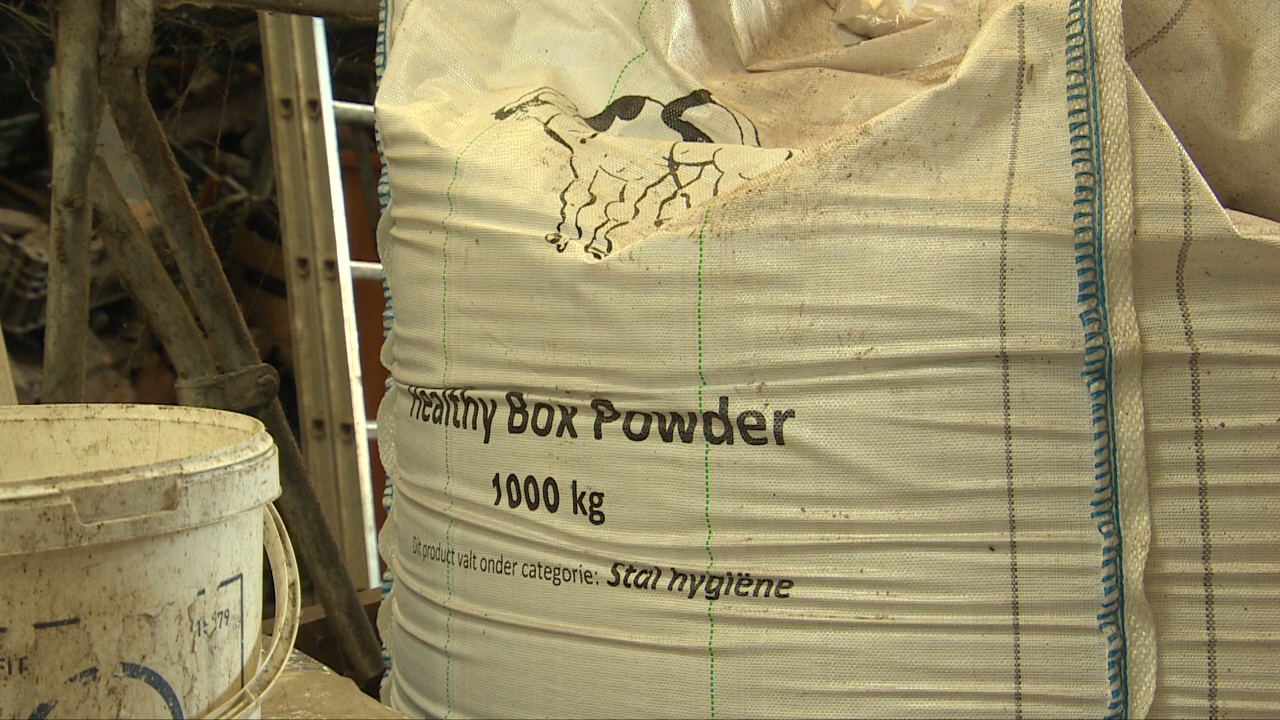 Healthy Box Powder
1000 kg
Dit product valt onder categorie: Stal hygiëne